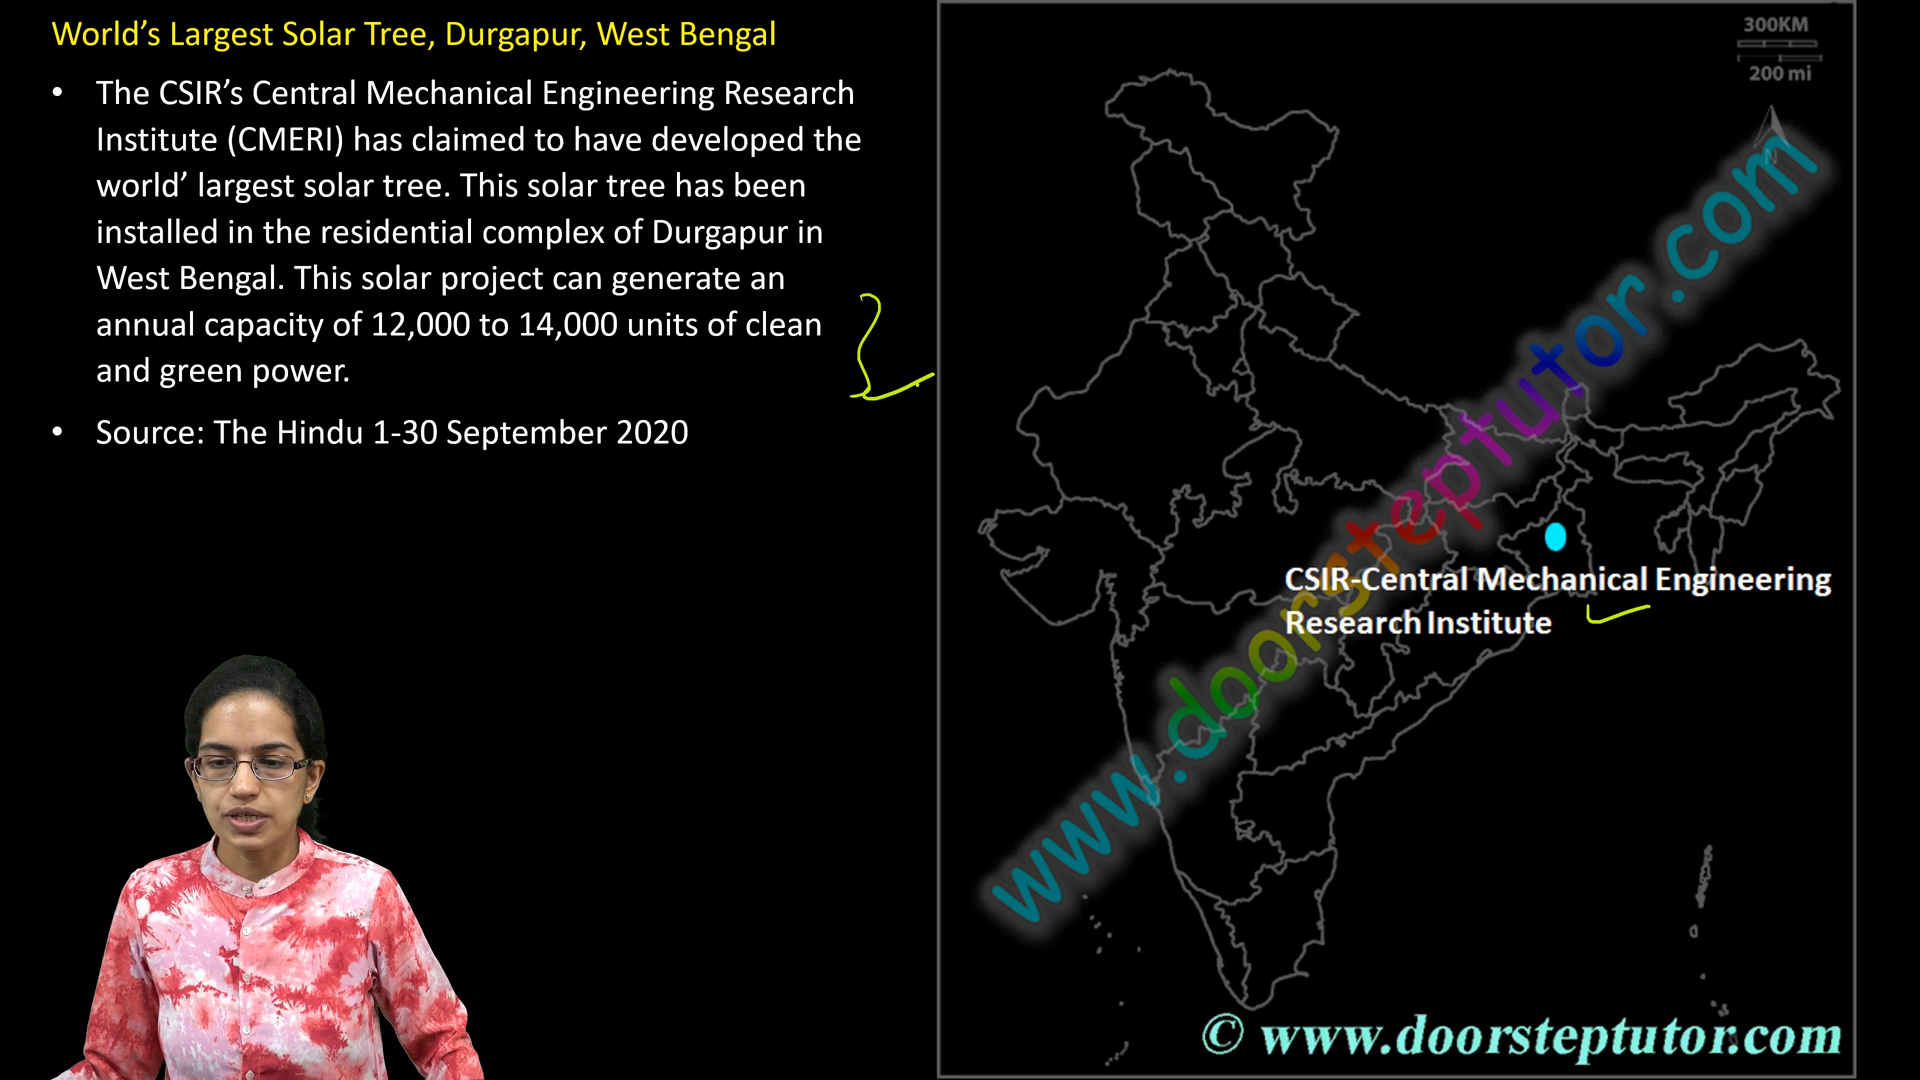 World’s Largest Solar Tree, Durgapur, West Bengal
• The CSIR’s Central Mechanical Engineering Research
Institute (CMERI) has claimed to have developed the
world’ largest solar tree. This solar tree has been
installed in the residential complex of Durgapur in
West Bengal. This solar project can generate an
annual capacity of 12,000 to 14,000 units of clean
and green power.
• Source: The Hindu 1-30 September 2020
300KM
200 mi
N
www.doorsteptutor.com
CSIR-Central Mechanical Engineering
Research Institute
© www.doorsteptutor.com